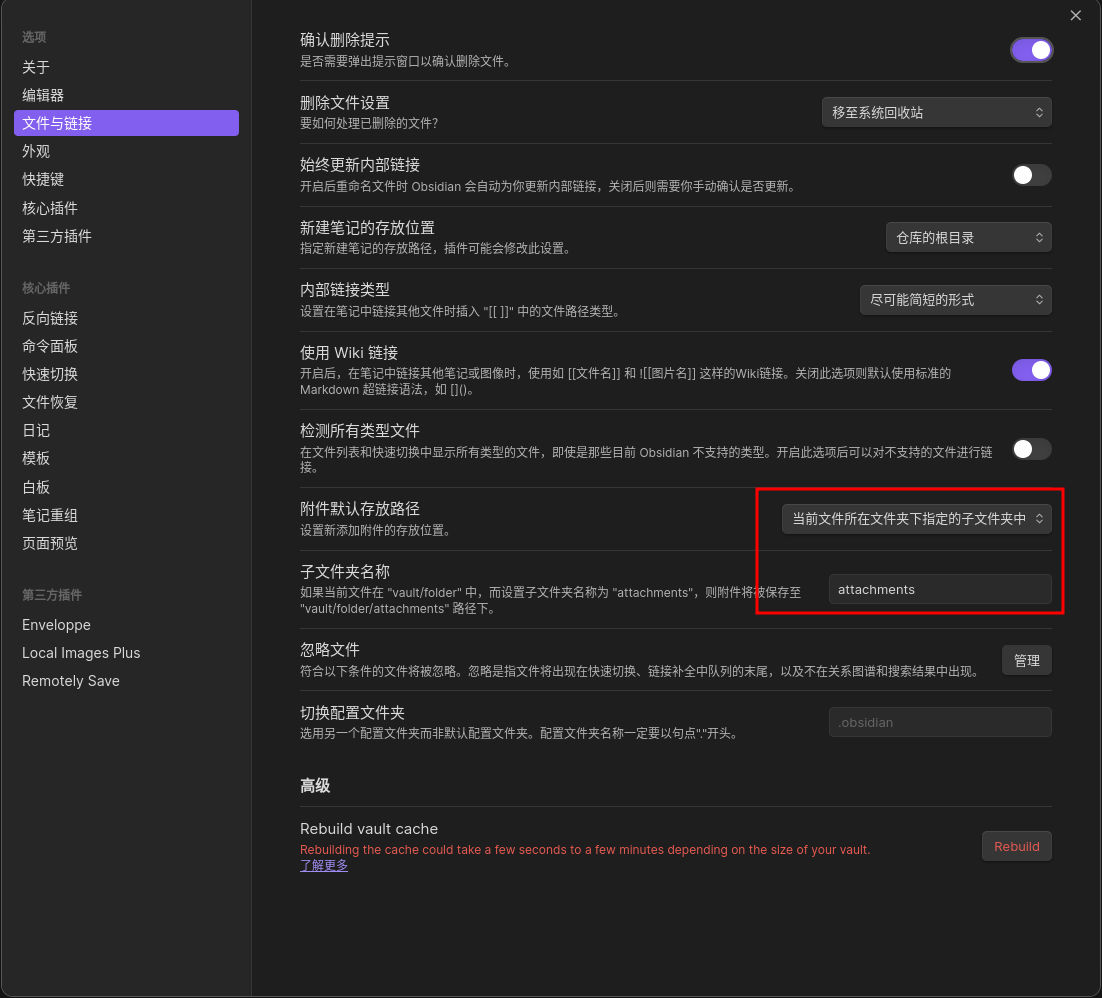 选项
关于
编辑器
文件与链接
外观
快捷键
核心插件
第三方插件
核心插件
反向链接
命令面板
快速切换
文件恢复
日记
模板
白板
笔记重组
页面预览
第三方插件
Enveloppe
Local Images Plus
Remotely Save
确认删除提示
是否需要弹出提示窗口以确认删除文件。
删除文件设置
要如何处理已删除的文件？
移至系统回收站
始终更新内部链接
开启后重命名文件时 Obsidian 会自动为你更新内部链接，关闭后则需要你手动确认是否更新。
新建笔记的存放位置
指定新建笔记的存放路径，插件可能会修改此设置。
仓库的根目录
内部链接类型
设置在笔记中链接其他文件时插入 "[[ ]]" 中的文件路径类型。
尽可能简短的形式
使用 Wiki 链接
开启后，在笔记中链接其他笔记或图像时，使用如 [[文件名]] 和 ![[图片名]] 这样的Wiki链接。关闭此选项则默认使用标准的
Markdown 超链接语法，如 []()。
检测所有类型文件
在文件列表和快速切换中显示所有类型的文件，即使是那些目前 Obsidian 不支持的类型。开启此选项后可以对不支持的文件进行链
接。
附件默认存放路径
设置新添加附件的存放位置。
当前文件所在文件夹下指定的子文件夹中
子文件夹名称
如果当前文件在 "vault/folder" 中，而设置子文件夹名称为 "attachments"，则附件将被保存至
"vault/folder/attachments" 路径下。
attachments
忽略文件
符合以下条件的文件将被忽略。忽略是指文件将出现在快速切换、链接补全中队列的末尾，以及不在关系图谱和搜索结果中出现。
管理
切换配置文件夹
选用另一个配置文件夹而非默认配置文件夹。配置文件夹名称一定要以句点"."开头。
.obsidian
高级
Rebuild vault cache
Rebuilding the cache could take a few seconds to a few minutes depending on the size of your vault.
了解更多
Rebuild